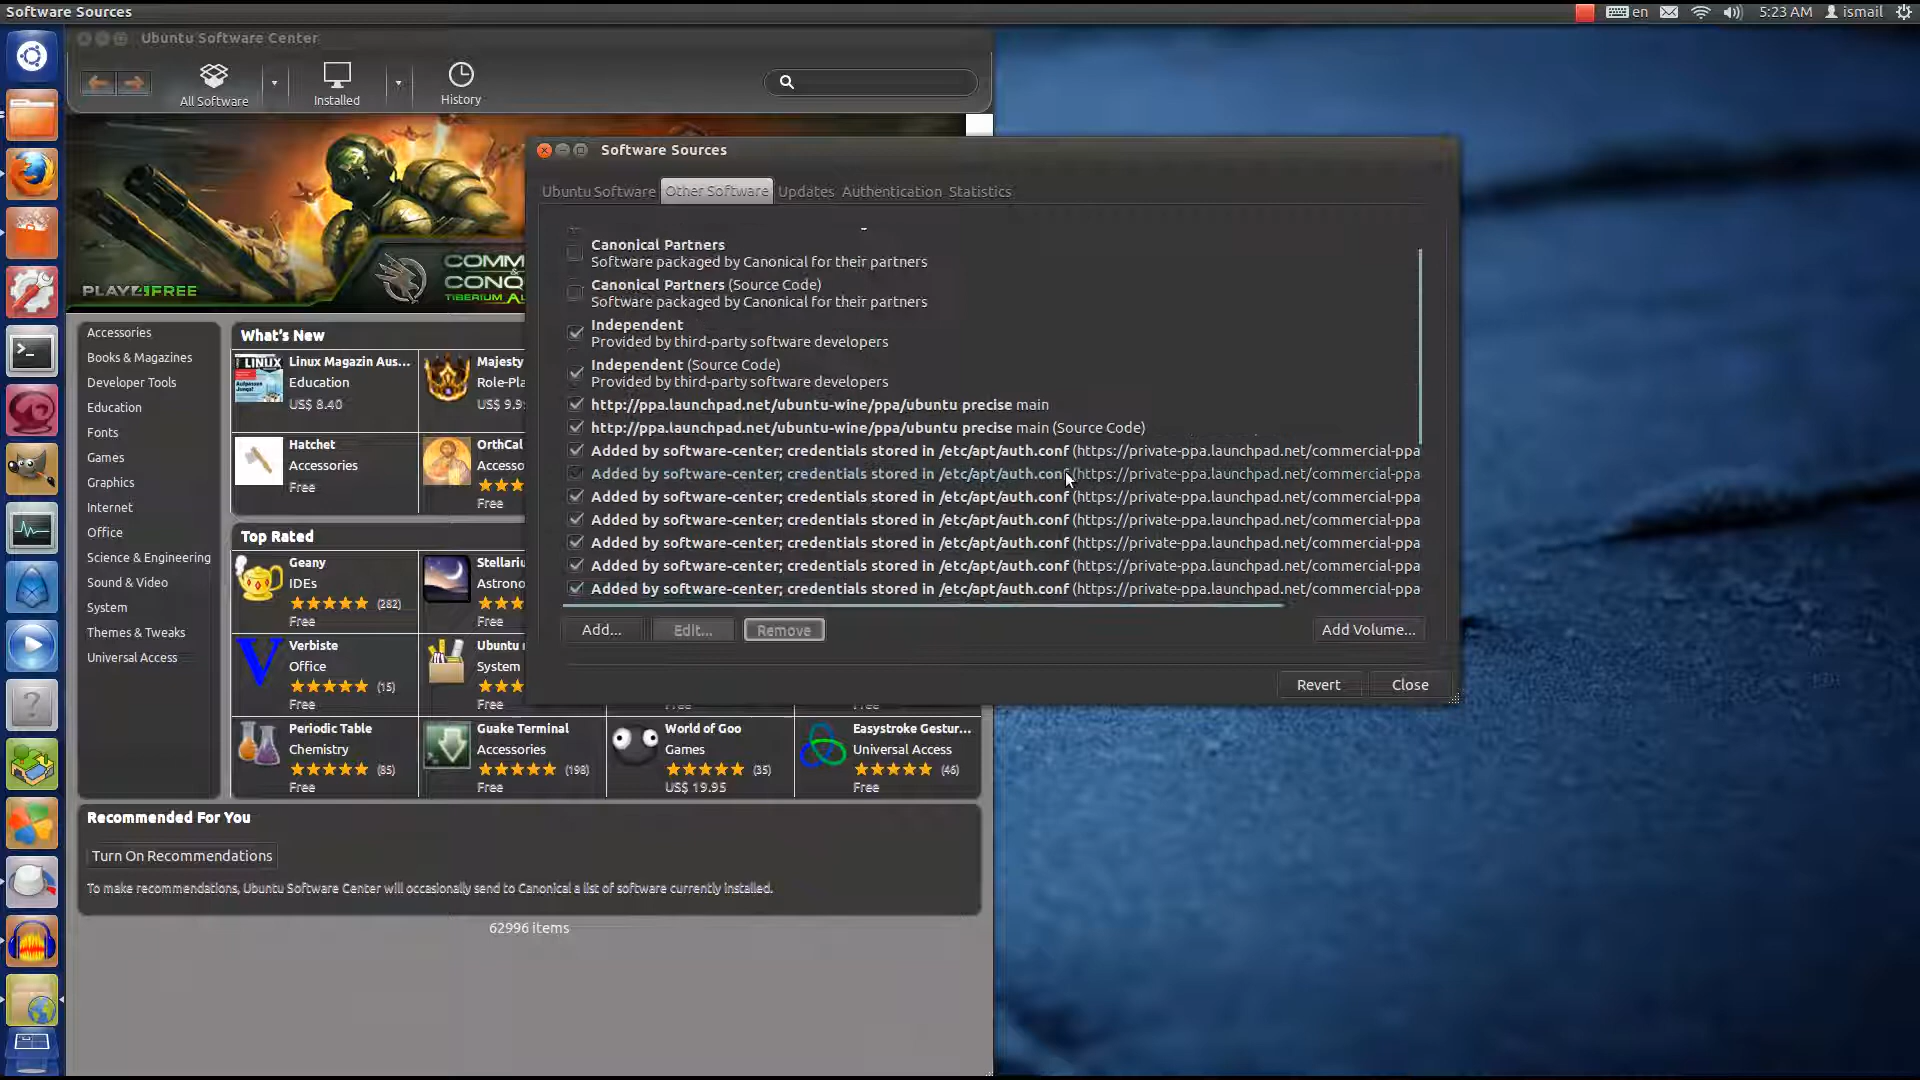 Software Sources
en
5:23 AM
ismail
Ubuntu Software Center
All Software
Installed
History
PLAY4FREE
COMM
CONQ
TIBERIUM AL
Accessories
Books & Magazines
Developer Tools
Education
Fonts
Games
Graphics
Internet
Office
Science & Engineering
Sound & Video
System
Themes & Tweaks
Universal Access
What's New
LINUX
Linux Magazin Aus...
Education
US$ 8.40
Majesty
Role-Pla
US$ 9.9
Hatchet
Accessories
Free
OrthCal
Accesso
Free
Top Rated
Geany
IDEs
(282)
Free
Stellariu
Astrono
Free
Verbiste
Office
(15)
Free
Ubuntu
System
Free
Free
Free
Periodic Table
Chemistry
(85)
Free
Guake Terminal
Accessories
(198)
Free
World of Goo
Games
(35)
US$ 19.95
Easystroke Gestur...
Universal Access
(46)
Free
Recommended For You
Turn On Recommendations
To make recommendations, Ubuntu Software Center will occasionally send to Canonical a list of software currently installed.
62996 items
Software Sources
Ubuntu Software
Other Software
Updates
Authentication
Statistics
Canonical Partners
Software packaged by Canonical for their partners
Canonical Partners (Source Code)
Software packaged by Canonical for their partners
Independent
Provided by third-party software developers
Independent (Source Code)
Provided by third-party software developers
http://ppa.launchpad.net/ubuntu-wine/ppa/ubuntu precise main
http://ppa.launchpad.net/ubuntu-wine/ppa/ubuntu precise main (Source Code)
Added by software-center; credentials stored in /etc/apt/auth.conf (https://private-ppa.launchpad.net/commercial-ppa
Added by software-center; credentials stored in /etc/apt/auth.conf (https://private-ppa.launchpad.net/commercial-ppa
Added by software-center; credentials stored in /etc/apt/auth.conf (https://private-ppa.launchpad.net/commercial-ppa
Added by software-center; credentials stored in /etc/apt/auth.conf (https://private-ppa.launchpad.net/commercial-ppa
Added by software-center; credentials stored in /etc/apt/auth.conf (https://private-ppa.launchpad.net/commercial-ppa
Added by software-center; credentials stored in /etc/apt/auth.conf (https://private-ppa.launchpad.net/commercial-ppa
Added by software-center; credentials stored in /etc/apt/auth.conf (https://private-ppa.launchpad.net/commercial-ppa
Add...
Edit...
Remove
Add Volume...
Revert
Close